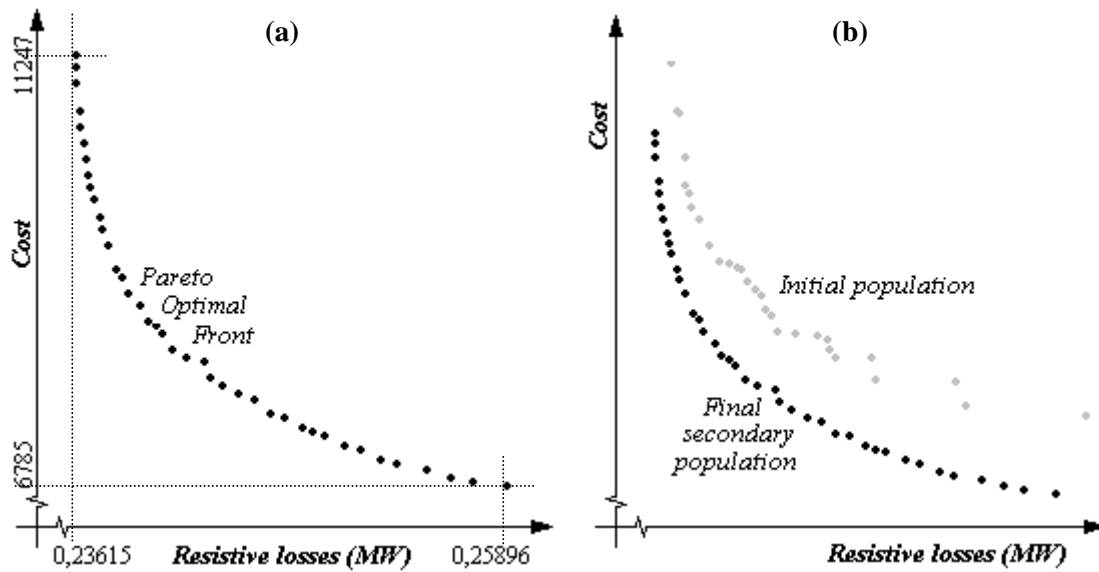 (a)
11247
Cost
6785
Pareto
Optimal
Front
0,23615
Resistive losses (MW)
0,25896
(b)
Cost
Initial population
Final
secondary
population
Resistive losses (MW)